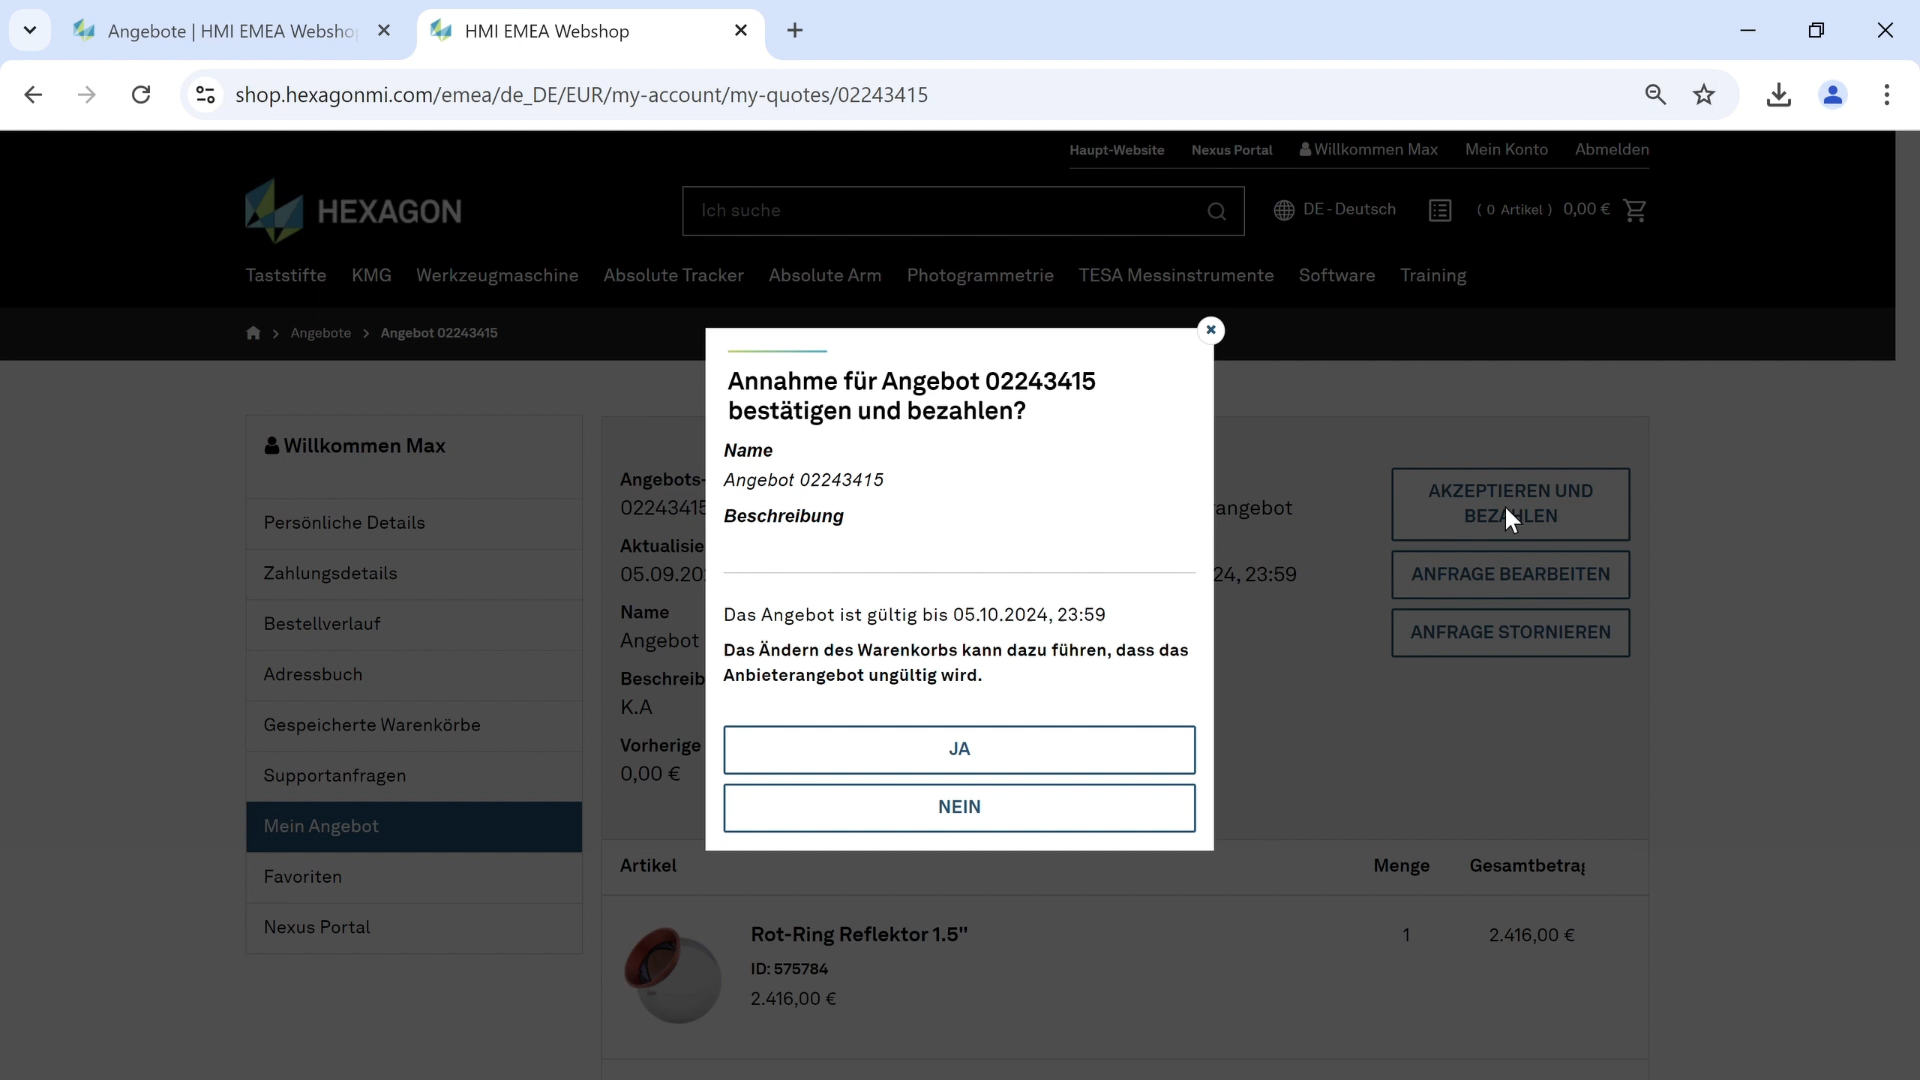 Angebote | HMI EMEA Websho
HMI EMEA Webshop
shop.hexagonmi.com/emea/de_DE/EUR/my-account/my-quotes/02243415
Haupt-Website
Nexus Portal
Willkommen Max
Mein Konto
Abmelden
HEXAGON
Ich suche
DE - Deutsch
( 0 Artikel ) 0,00 €
Taststifte
KMG
Werkzeugmaschine
Absolute Tracker
Absolute Arm
Photogrammetrie
TESA Messinstrumente
Software
Training
Angebote > Angebot 02243415
Willkommen Max
Persönliche Details
Zahlungsdetails
Bestellverlauf
Adressbuch
Gespeicherte Warenkörbe
Supportanfragen
Mein Angebot
Favoriten
Nexus Portal
Angebots-
02243415
angebot
Aktualisie
05.09.20
24, 23:59
Name
Angebot
Beschreib
K.A
Vorherige
0,00 €
AKZEPTIEREN UND
BEZAHLEN
ANFRAGE BEARBEITEN
ANFRAGE STORNIEREN
Annahme für Angebot 02243415
bestätigen und bezahlen?
Name
Angebot 02243415
Beschreibung
Das Angebot ist gültig bis 05.10.2024, 23:59
Das Ändern des Warenkorbs kann dazu führen, dass das
Anbieterangebot ungültig wird.
JA
NEIN
Artikel
Menge
Gesamtbetrag
Rot-Ring Reflektor 1.5"
1
2.416,00 €
ID: 575784
2.416,00 €